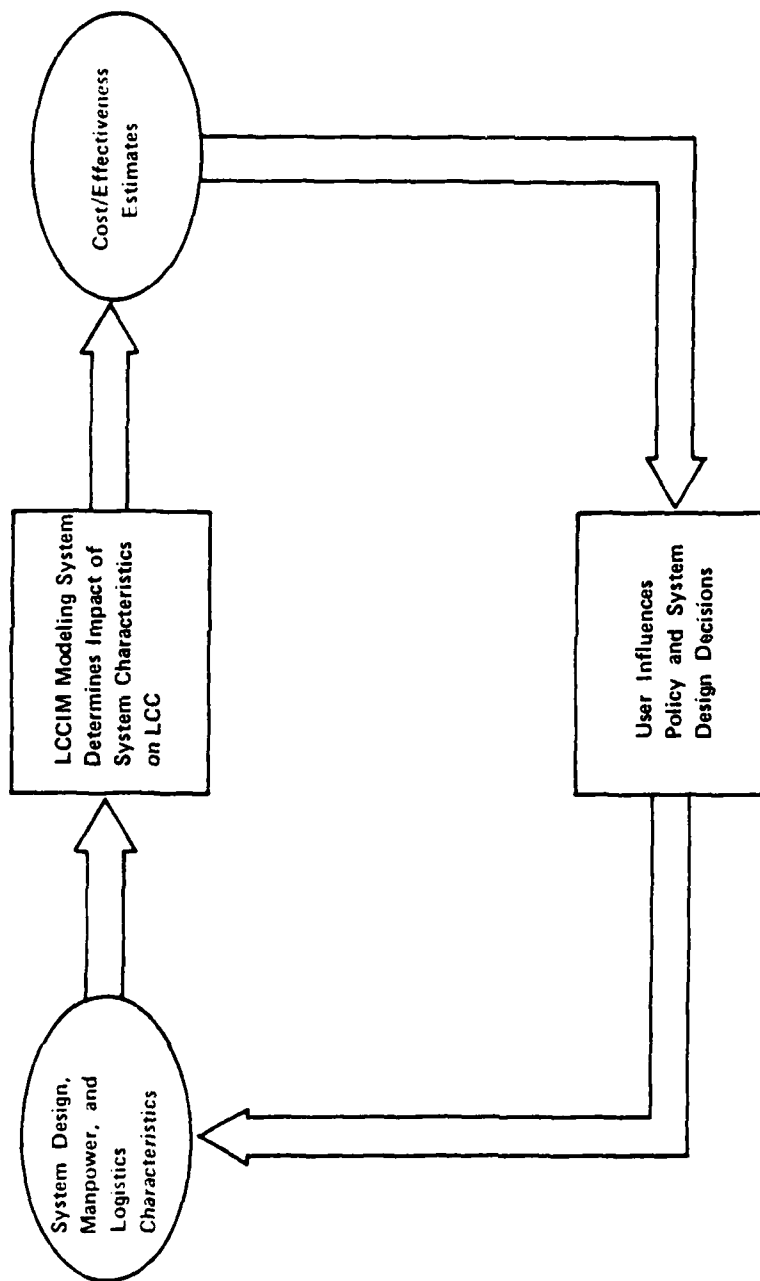 System Design,
Manpower, and
Logistics
Characteristics
LCCIM Modeling System
Determines Impact of
System Characteristics
on LCC
Cost/Effectiveness
Estimates
User Influences
Policy and System
Design Decisions